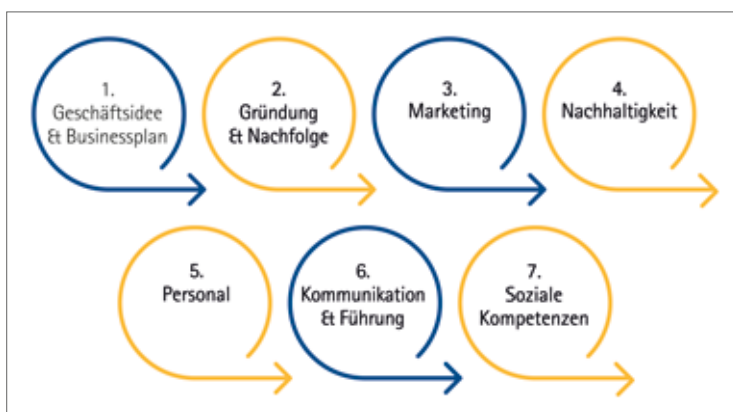 1.
Geschäftsidee
& Businessplan
2.
Gründung
& Nachfolge
3.
Marketing
4.
Nachhaltigkeit
5.
Personal
6.
Kommunikation
& Führung
7.
Soziale
Kompetenzen